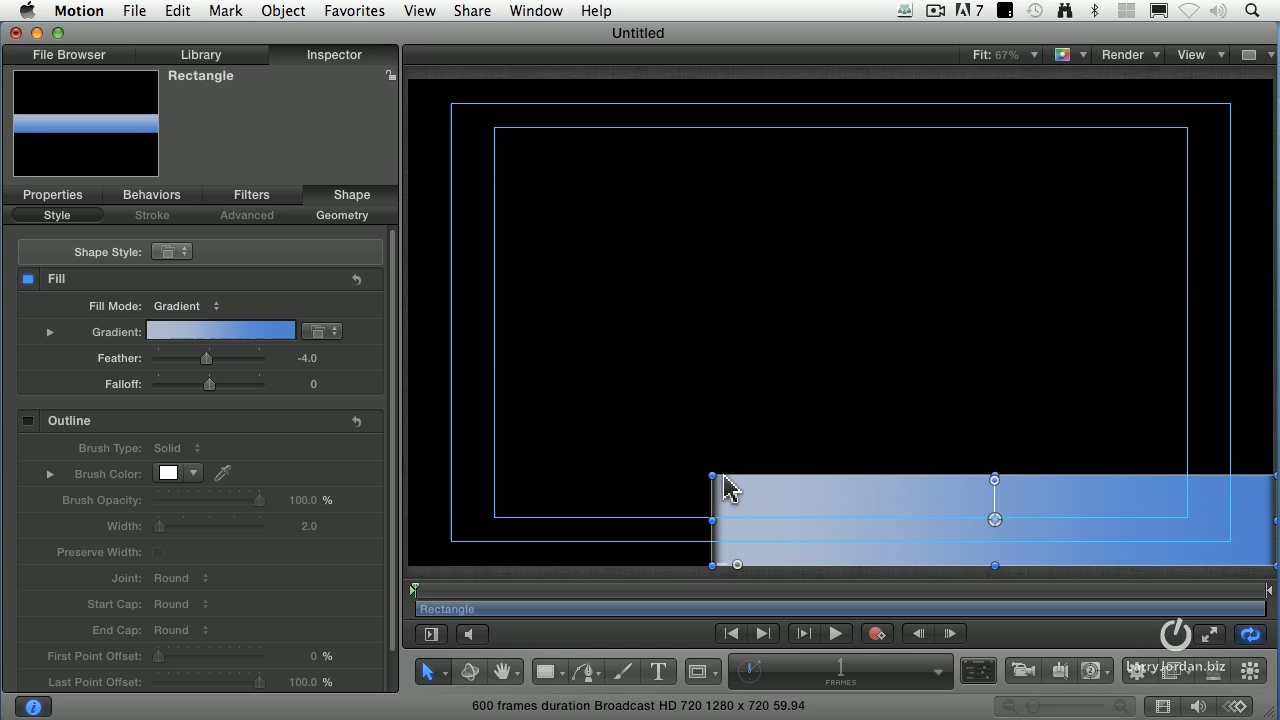 Motion File Edit Mark Object Favorites View Share Window Help 7
Untitled
File Browser Library Inspector Fit: 67% Render View
Rectangle
Properties Behaviors Filters Shape
Style Stroke Advanced Geometry
Shape Style:
Fill
Fill Mode: Gradient
Gradient:
Feather: -4.0
Falloff: 0
Outline
Brush Type: Solid
Brush Color:
Brush Opacity: 100.0 %
Width: 2.0
Preserve Width:
Joint: Round
Start Cap: Round
End Cap: Round
First Point Offset: 0 %
Last Point Offset: 100.0 %
Rectangle
T
1
FRAMES
larryjordan.biz
600 frames duration Broadcast HD 720 1280 x 720 59.94